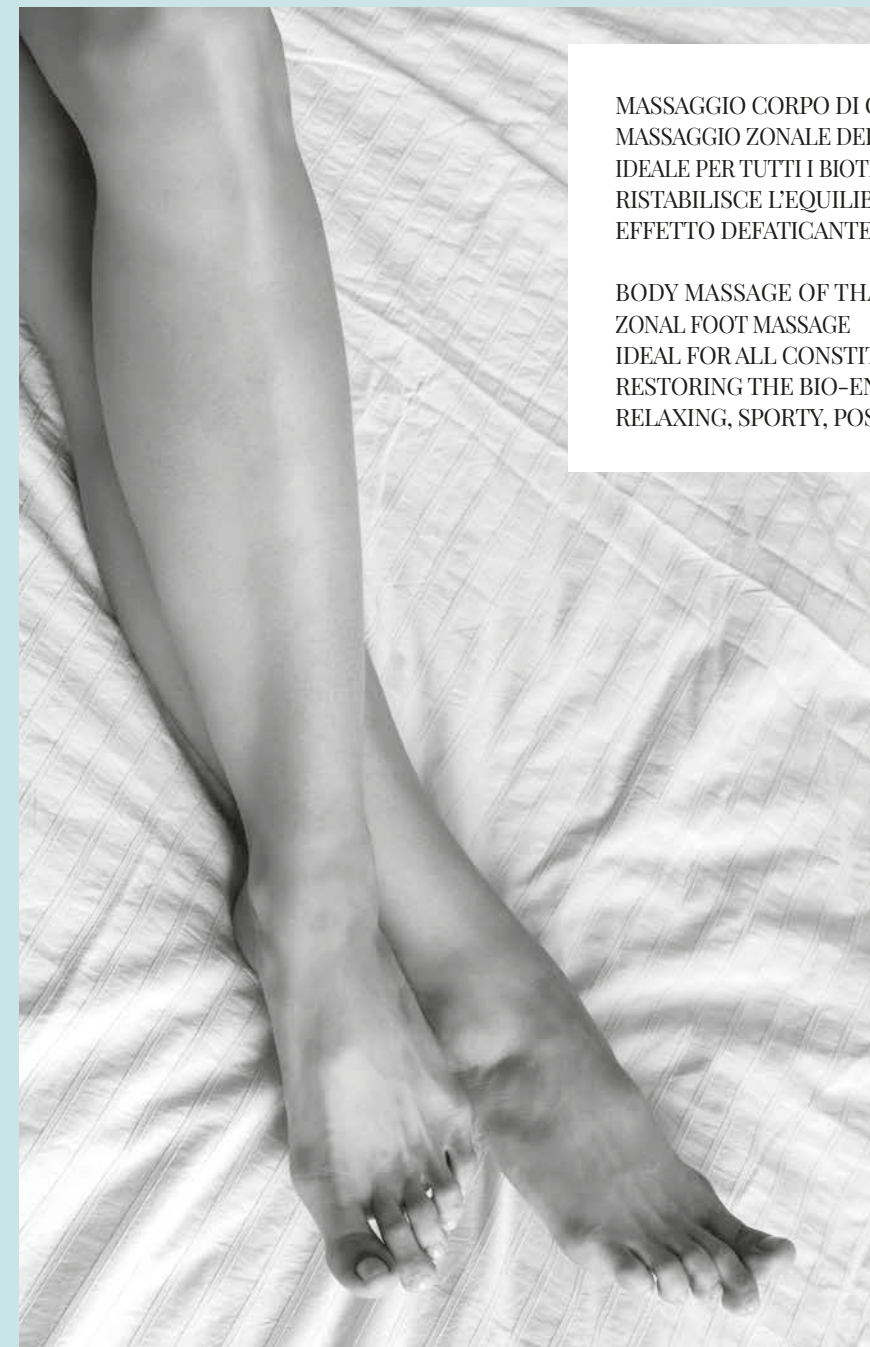 MASSAGGIO CORPO DI
MASSAGGIO ZONALE
IDEALE PER TUTTI I
RISTABILISCE
EFFETTO DEFATICANTE

BODY MASSAGE OF
ZONAL FOOT MASSAGE
IDEAL FOR ALL
RESTORING THE
RELAXING, SPORTY,